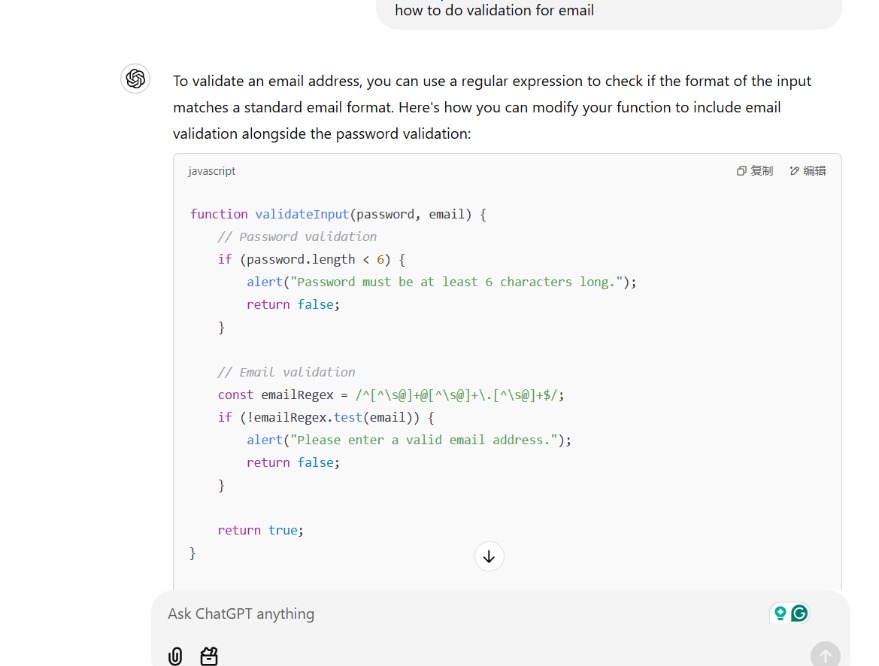 how to do validation for email
To validate an email address, you can use a regular expression to check if the format of the input
matches a standard email format. Here's how you can modify your function to include email
validation alongside the password validation:
javascript
复制
编辑
function validateInput(password, email) {
    // Password validation
    if (password.length < 6) {
        alert("Password must be at least 6 characters long.");
        return false;
    }
    // Email validation
    const emailRegex = /^[^\s@]+@[^\s@]+\.[^\s@]+$/;
    if (!emailRegex.test(email)) {
        alert("Please enter a valid email address.");
        return false;
    }
    return true;
}
Ask ChatGPT anything